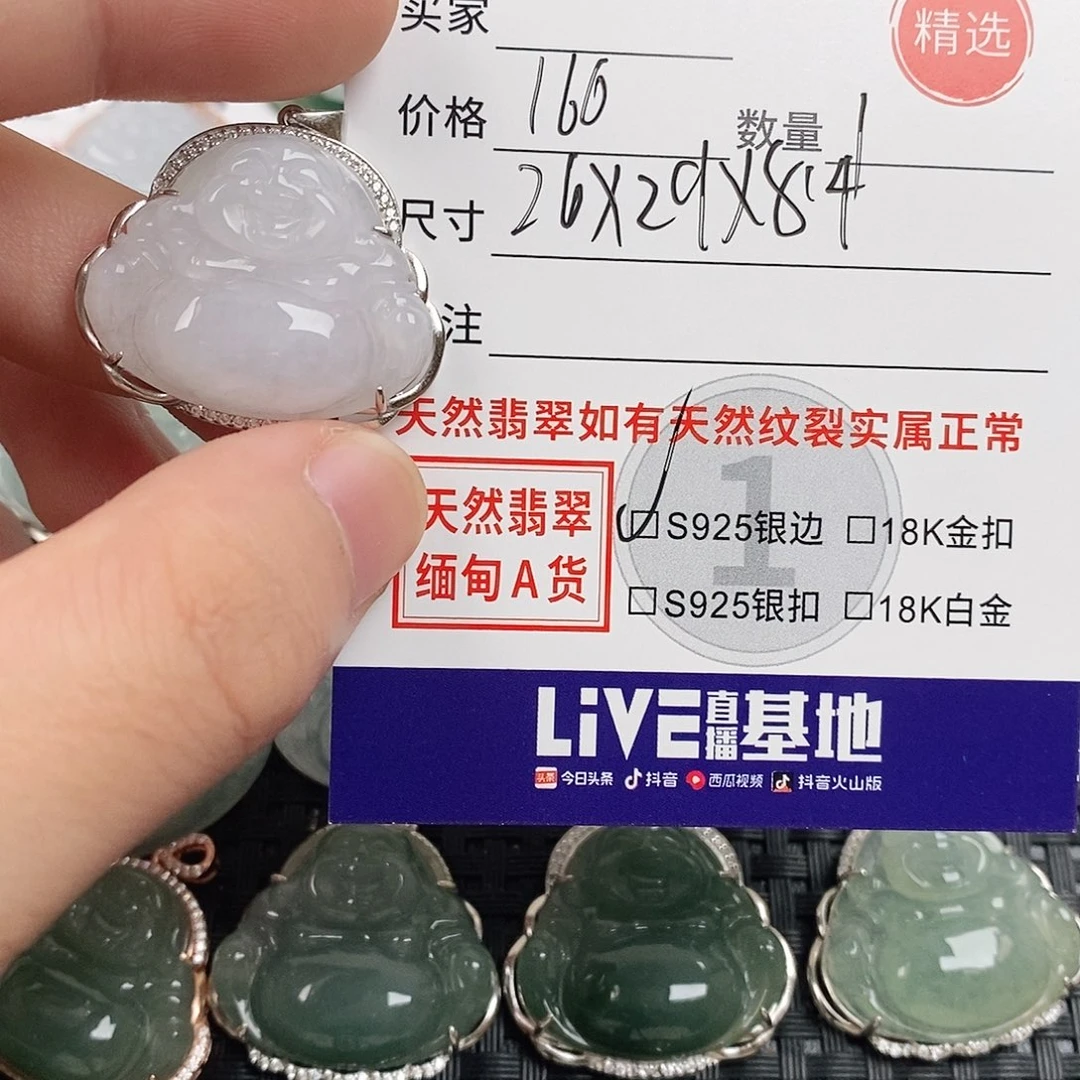 精选
买家
价格 160 数量 1
尺寸 26X29X8.4
注
天然翡翠如有天然纹裂实属正常
天然翡翠
缅甸A货
1
☑S925银边 □18K金扣
□S925银扣 □18K白金
LiVE直播基地
头条 今日头条 抖音 西瓜视频 抖音火山版